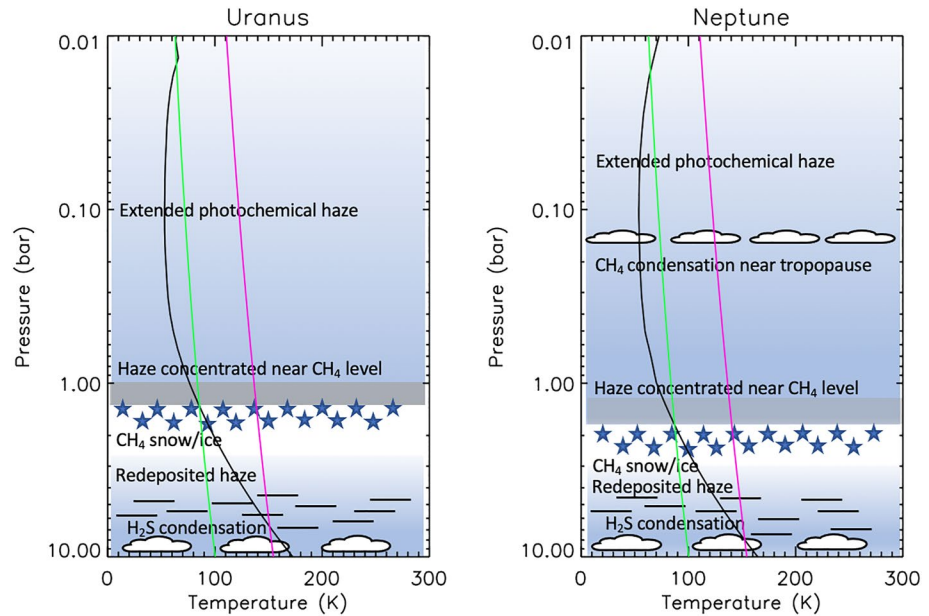 Uranus
0.01
Extended photochemical haze
0.10
Pressure (bar)
Haze concentrated near CH₄ level
1.00
CH₄ snow/ice
Redeposited haze
H₂S condensation
10.00
0
100
200
300
Temperature (K)
Neptune
0.01
Extended photochemical haze
0.10
CH₄ condensation near tropopause
Pressure (bar)
1.00
Haze concentrated near CH₄ level
CH₄ snow/ice
Redeposited haze
H₂S condensation
10.00
0
100
200
300
Temperature (K)